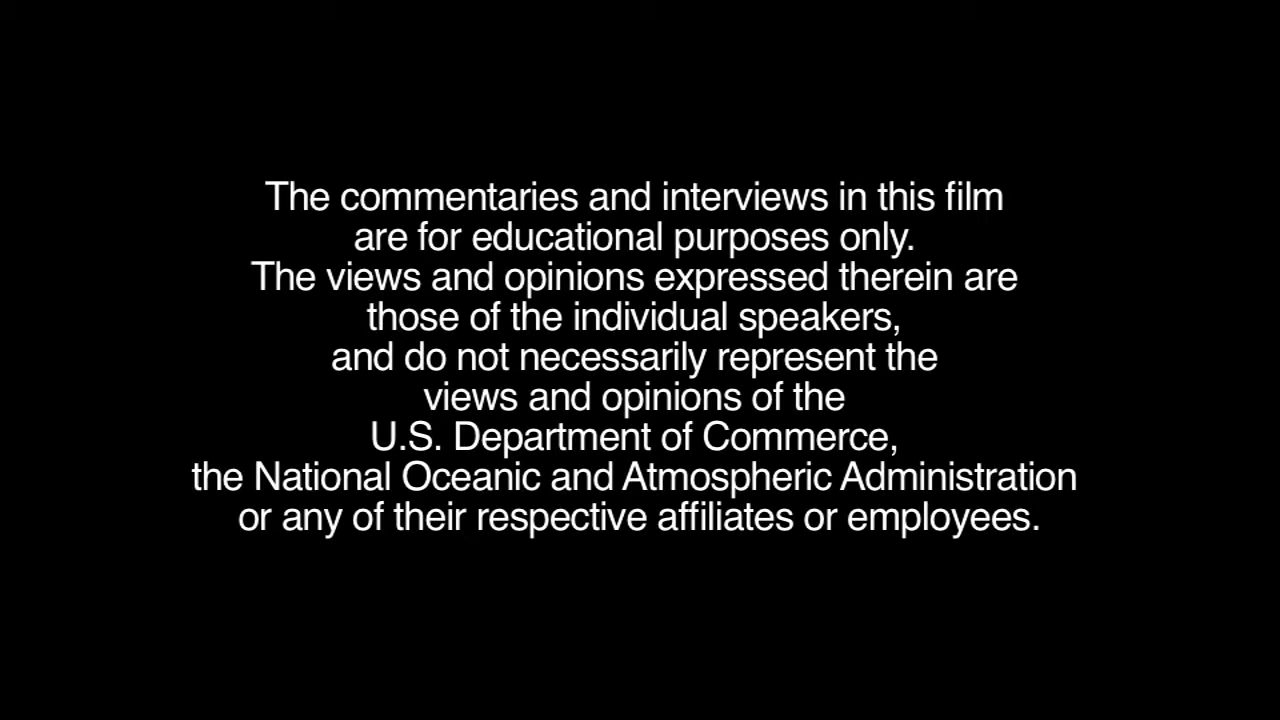 The commentaries and interviews in this film
are for educational purposes only.
The views and opinions expressed therein are
those of the individual speakers,
and do not necessarily represent the
views and opinions of the
U.S. Department of Commerce,
the National Oceanic and Atmospheric Administration
or any of their respective affiliates or employees.